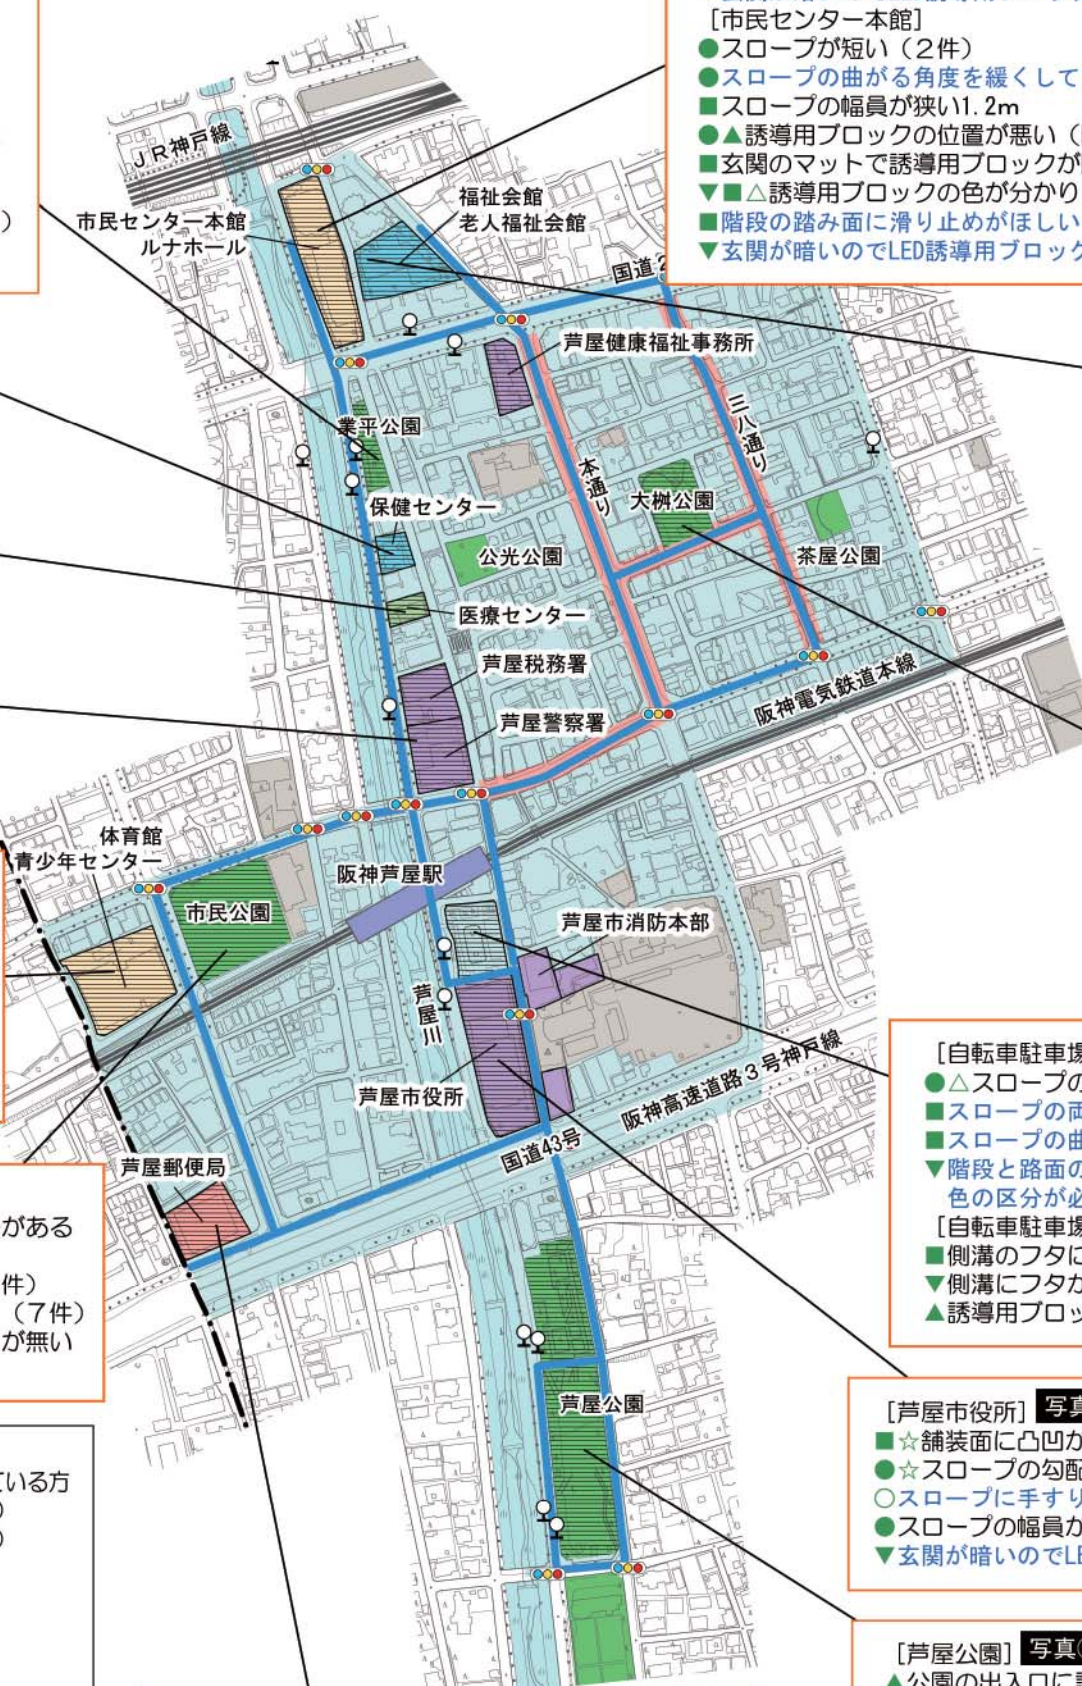 [市民センター本館]
●スロープが短い（２件）
●スロープの曲がる角度を緩くして
■スロープの幅員が狭い1.2m
●▲誘導用ブロックの位置が悪い（
■玄関のマットで誘導用ブロックが
▼■△誘導用ブロックの色が分かり
■階段の踏み面に滑り止めがほしい
▼玄関が暗いのでLED誘導用ブロック
）
ＪＲ神戸線
市民センター本館
ルナホール
福祉会館
老人福祉会館
国道
芦屋健康福祉事務所
業平公園
三八通り
本通り
大桝公園
保健センター
公光公園
茶屋公園
医療センター
芦屋税務署
芦屋警察署
阪神電気鉄道本線
体育館
青少年センター
阪神芦屋駅
市民公園
芦屋市消防本部
芦屋川
芦屋市役所
阪神高速道路３号神戸線
国道43号
芦屋郵便局
芦屋公園
[自転車駐車場
●△スロープの
■スロープの両
■スロープの曲
▼階段と路面の
色の区分が必
[自転車駐車場
■側溝のフタに
▼側溝にフタか
▲誘導用ブロッ
がある
件）
（７件）
が無い
ている方
）
）
[芦屋市役所] 写真
■☆舗装面に凸凹か
●☆スロープの勾配
○スロープに手すり
●スロープの幅員か
▼玄関が暗いのでLE
[芦屋公園] 写真
▲公園の出入口に